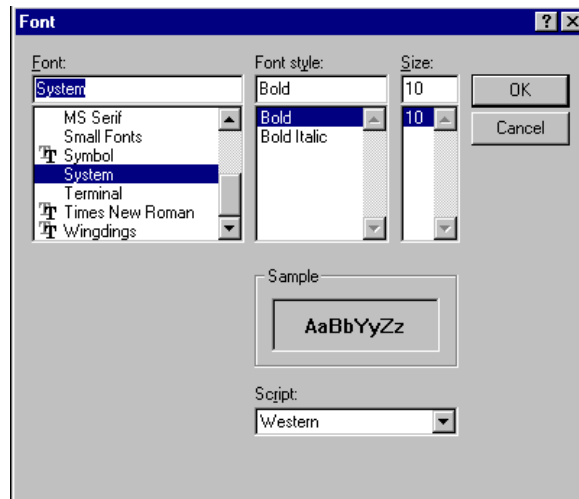 Font
Font: Font style: Size:
System Bold 10 OK
MS Serif Bold 10 Cancel
Small Fonts Bold Italic
Symbol
System
Terminal
Times New Roman
Wingdings
Sample
AaBbYyZz
Script:
Western